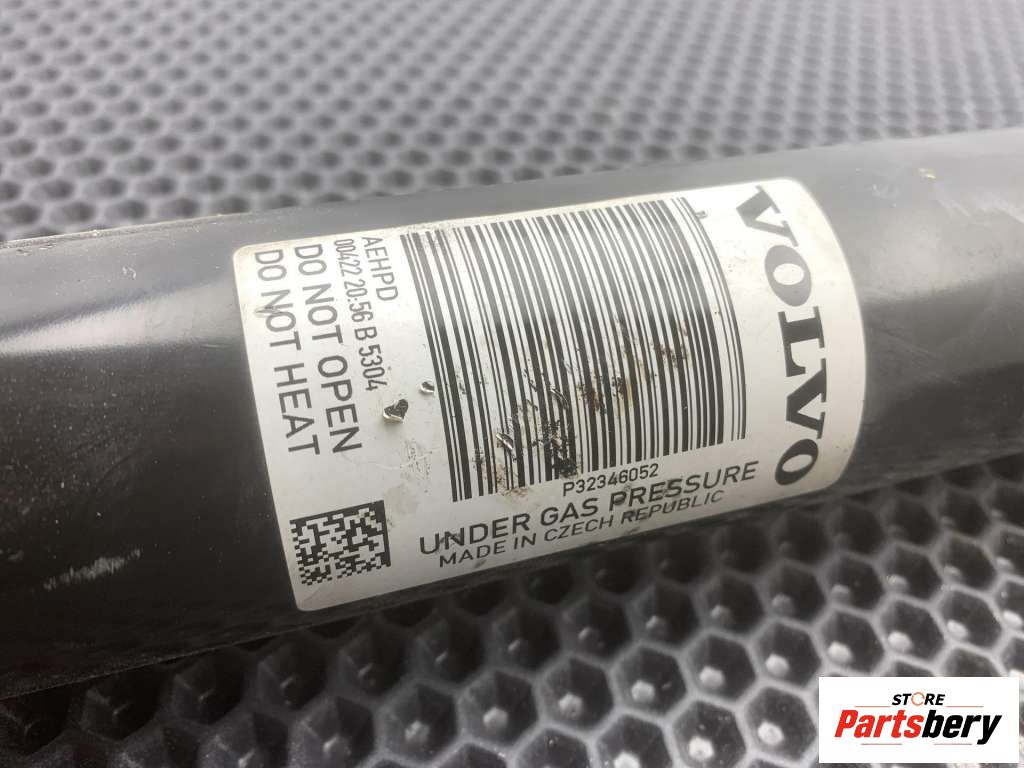 VOLVO
P32346052
UNDER GAS PRESSURE
MADE IN CZECH REPUBLIC
AEHPD
00422 20:56 B 5304
DO NOT OPEN
DO NOT HEAT
STORE
Partsbery